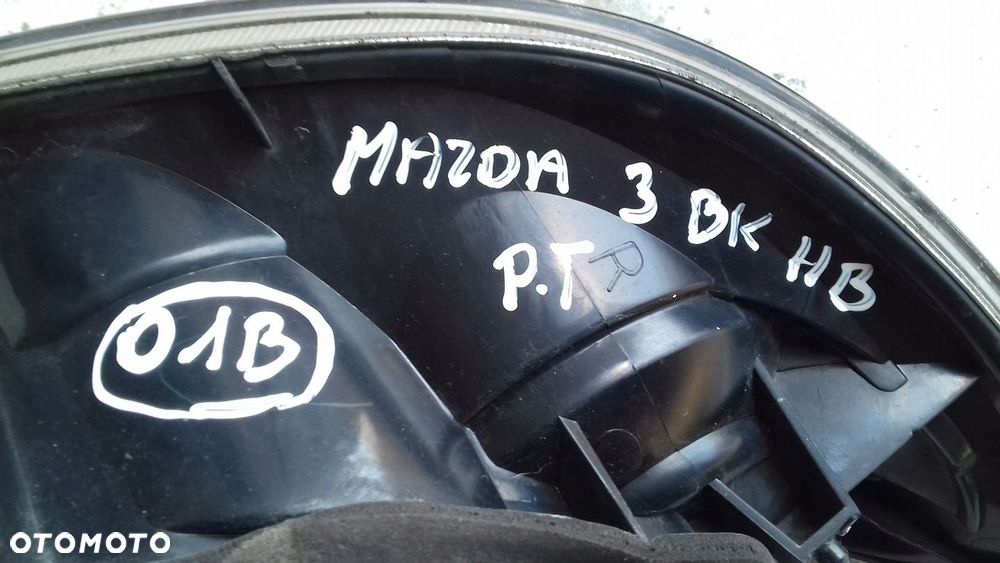 MAZDA 3 BK HB
P.T R
01B
OTOMOTO